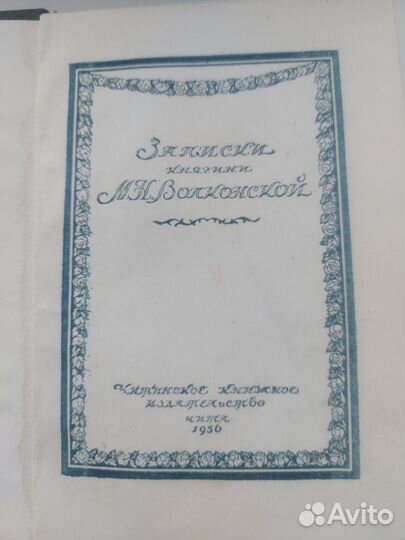 Записки
княгини
М.Н. Волконской
Читинское книжное
издательство
Чита
1956
Avito